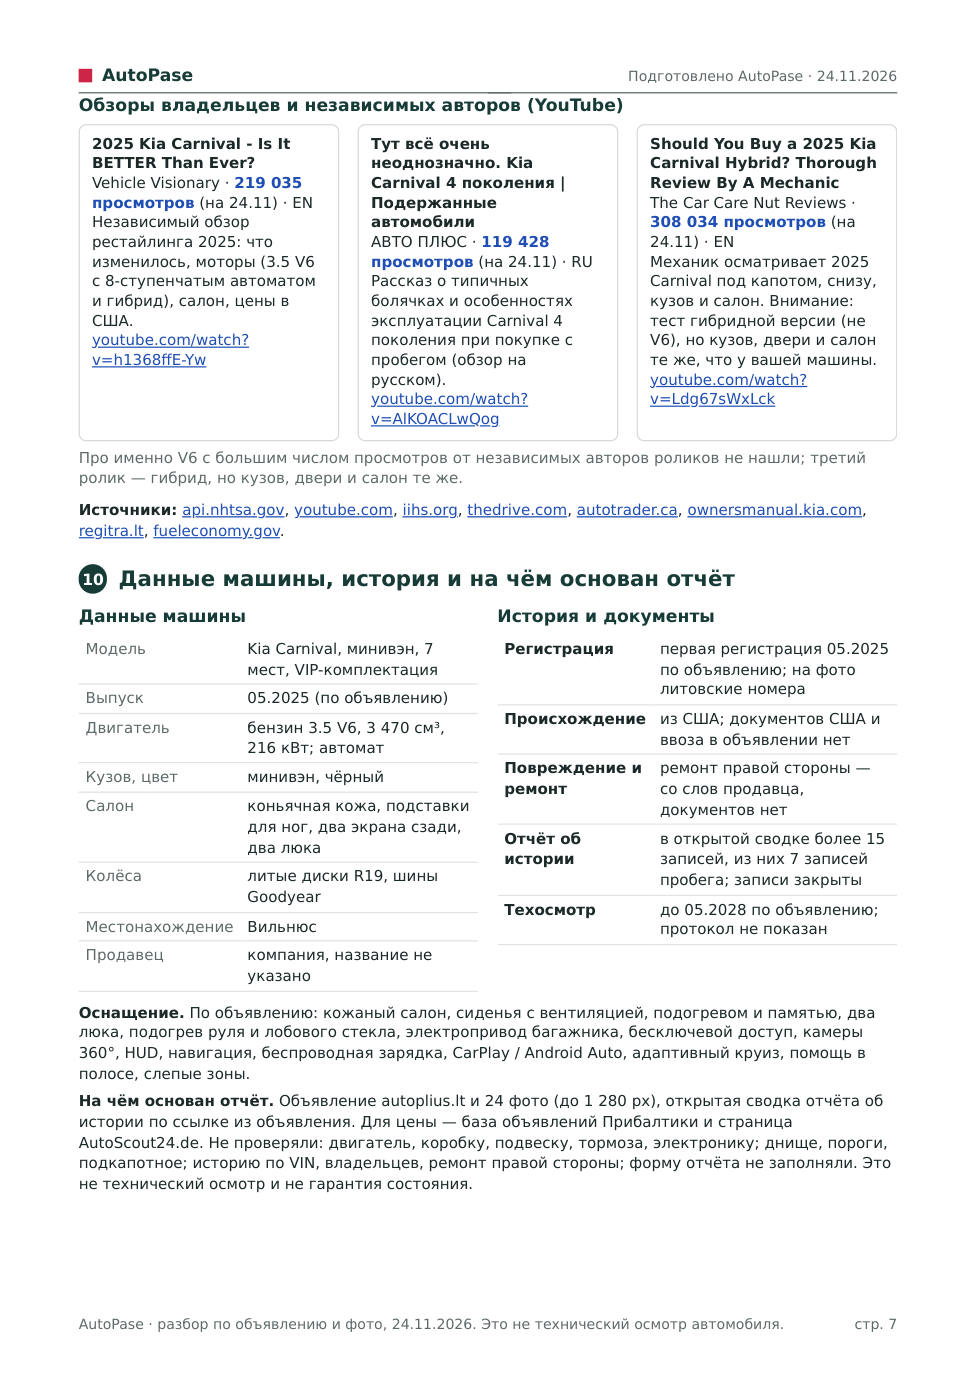 AutoPase
Подготовлено AutoPase · 24.11.2026
Обзоры владельцев и независимых авторов (YouTube)
2025 Kia Carnival - Is It
BETTER Than Ever?
Vehicle Visionary · 219 035
просмотров (на 24.11) · EN
Независимый обзор
рестайлинга 2025: что
изменилось, моторы (3.5 V6
с 8-ступенчатым автоматом
и гибрид), салон, цены в
США.
youtube.com/watch?
v=h1368ffE-Yw
Тут всё очень
неоднозначно. Kia
Carnival 4 поколения |
Подержанные
автомобили
АВТО ПЛЮС · 119 428
просмотров (на 24.11) · RU
Рассказ о типичных
болячках и особенностях
эксплуатации Carnival 4
поколения при покупке с
пробегом (обзор на
русском).
youtube.com/watch?
v=AlKOACLwQog
Should You Buy a 2025 Kia
Carnival Hybrid? Thorough
Review By A Mechanic
The Car Care Nut Reviews ·
308 034 просмотров (на
24.11) · EN
Механик осматривает 2025
Carnival под капотом, снизу,
кузов и салон. Внимание:
тест гибридной версии (не
V6), но кузов, двери и салон
те же, что у вашей машины.
youtube.com/watch?
v=Ldg67sWxLck
Про именно V6 с большим числом просмотров от независимых авторов роликов не нашли; третий
ролик — гибрид, но кузов, двери и салон те же.
Источники: api.nhtsa.gov, youtube.com, iihs.org, thedrive.com, autotrader.ca, ownersmanual.kia.com,
regitra.lt, fueleconomy.gov.
10 Данные машины, история и на чём основан отчёт
Данные машины
Модель Kia Carnival, минивэн, 7
мест, VIP-комплектация
Выпуск 05.2025 (по объявлению)
Двигатель бензин 3.5 V6, 3 470 см³,
216 кВт; автомат
Кузов, цвет минивэн, чёрный
Салон коньячная кожа, подставки
для ног, два экрана сзади,
два люка
Колёса литые диски R19, шины
Goodyear
Местонахождение Вильнюс
Продавец компания, название не
указано
История и документы
Регистрация первая регистрация 05.2025
по объявлению; на фото
литовские номера
Происхождение из США; документов США и
ввоза в объявлении нет
Повреждение и ремонт ремонт правой стороны —
со слов продавца,
документов нет
Отчёт об истории в открытой сводке более 15
записей, из них 7 записей
пробега; записи закрыты
Техосмотр до 05.2028 по объявлению;
протокол не показан
Оснащение. По объявлению: кожаный салон, сиденья с вентиляцией, подогревом и памятью, два
люка, подогрев руля и лобового стекла, электропривод багажника, бесключевой доступ, камеры
360°, HUD, навигация, беспроводная зарядка, CarPlay / Android Auto, адаптивный круиз, помощь в
полосе, слепые зоны.
На чём основан отчёт. Объявление autoplius.lt и 24 фото (до 1 280 px), открытая сводка отчёта об
истории по ссылке из объявления. Для цены — база объявлений Прибалтики и страница
AutoScout24.de. Не проверяли: двигатель, коробку, подвеску, тормоза, электронику; днище, пороги,
подкапотное; историю по VIN, владельцев, ремонт правой стороны; форму отчёта не заполняли. Это
не технический осмотр и не гарантия состояния.
AutoPase · разбор по объявлению и фото, 24.11.2026. Это не технический осмотр автомобиля.
стр. 7